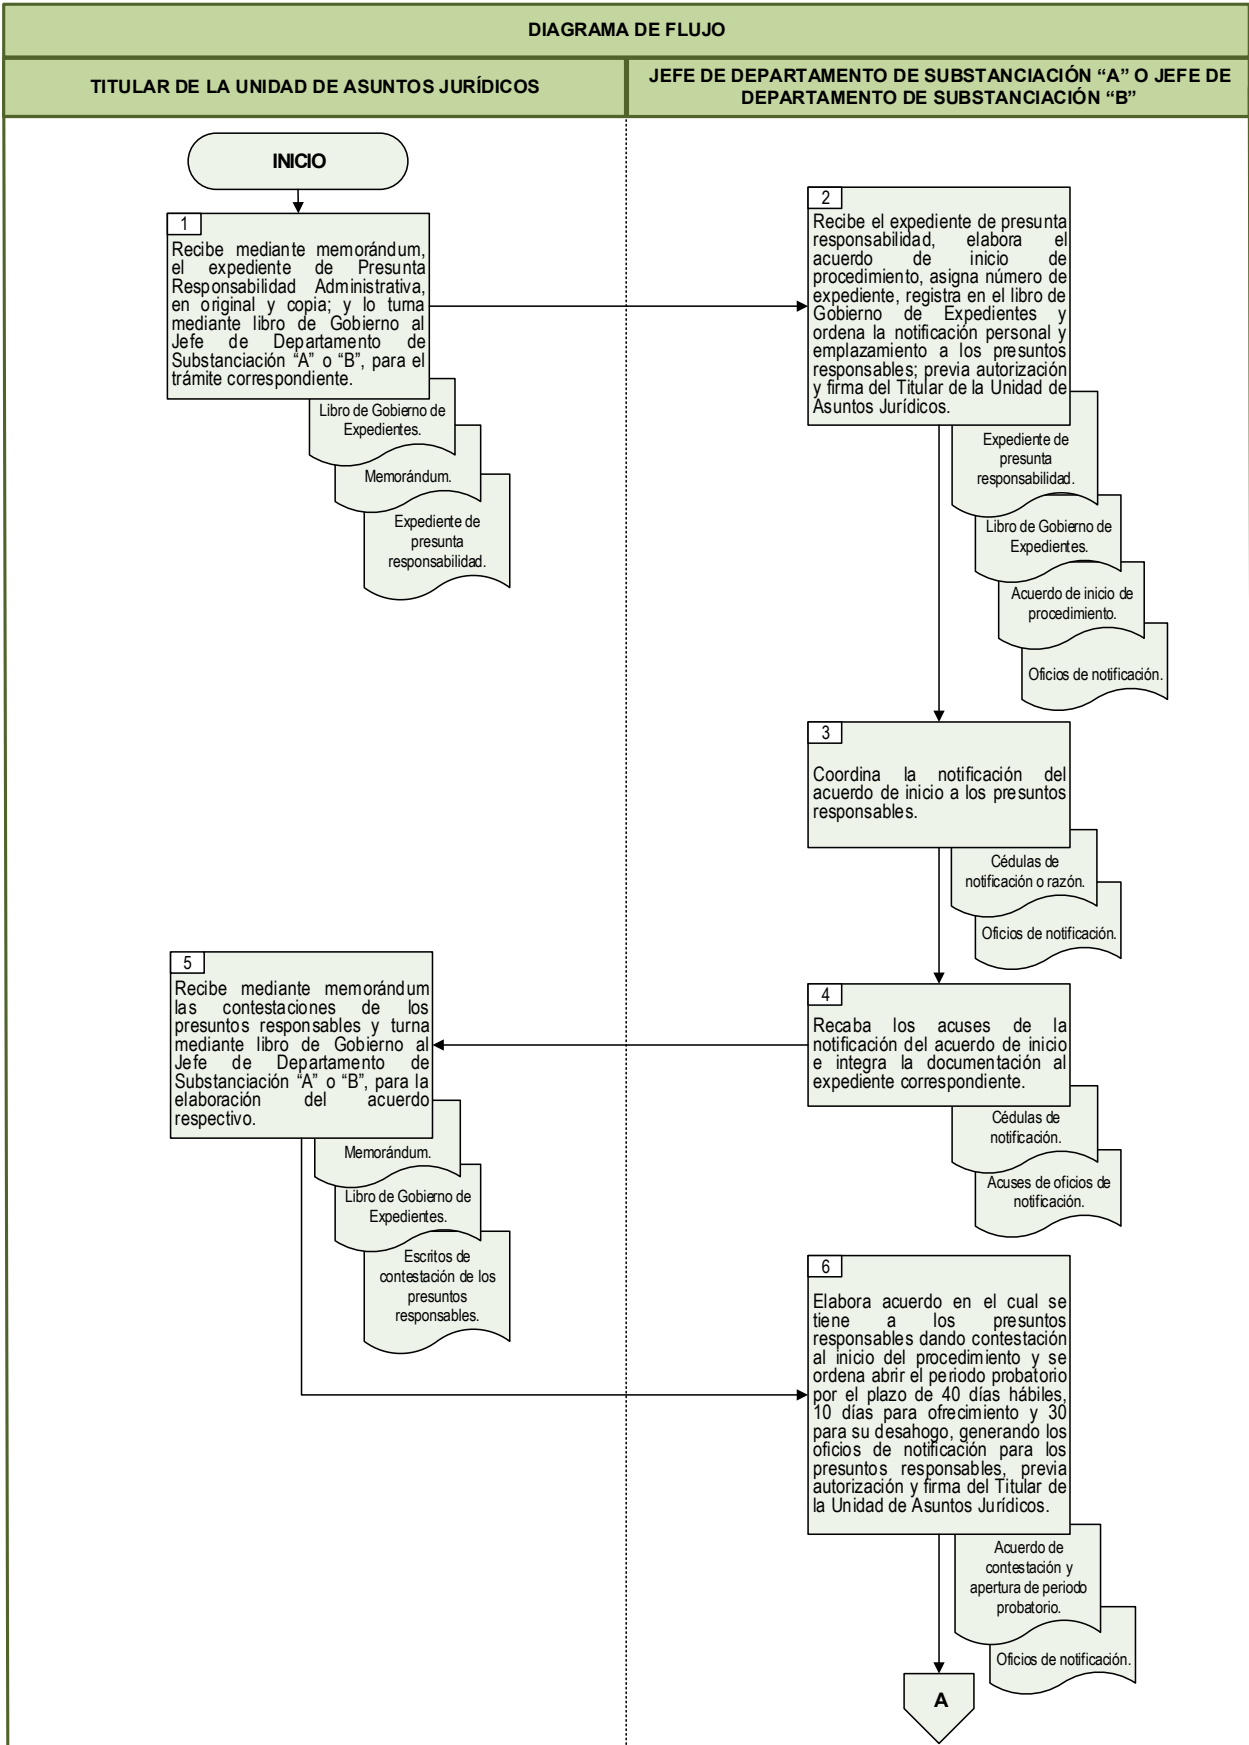 DIAGRAMA DE FLUJO
TITULAR DE LA UNIDAD DE ASUNTOS JURÍDICOS
JEFE DE DEPARTAMENTO DE SUBSTANCIACIÓN “A” O JEFE DE
DEPARTAMENTO DE SUBSTANCIACIÓN “B”
INICIO
1
Recibe mediante memorándum,
el expediente de Presunta
Responsabilidad Administrativa,
en original y copia; y lo turna
mediante libro de Gobierno al
Jefe de Departamento de
Substanciación “A” o “B”, para el
trámite correspondiente.
Libro de Gobierno de
Expedientes.
Memorándum.
Expediente de
presunta
responsabilidad.
2
Recibe el expediente de presunta
responsabilidad, elabora el
acuerdo de inicio de
procedimiento, asigna número de
expediente, registra en el libro de
Gobierno de Expedientes y
ordena la notificación personal y
emplazamiento a los presuntos
responsables; previa autorización
y firma del Titular de la Unidad de
Asuntos Jurídicos.
Expediente de
presunta
responsabilidad.
Libro de Gobierno de
Expedientes.
Acuerdo de inicio de
procedimiento.
Oficios de notificación.
3
Coordina la notificación del
acuerdo de inicio a los presuntos
responsables.
Cédulas de
notificación o razón.
Oficios de notificación.
4
Recaba los acuses de la
notificación del acuerdo de inicio
e integra la documentación al
expediente correspondiente.
Cédulas de
notificación.
Acuses de oficios de
notificación.
5
Recibe mediante memorándum
las contestaciones de los
presuntos responsables y turna
mediante libro de Gobierno al
Jefe de Departamento de
Substanciación “A” o “B”, para la
elaboración del acuerdo
respectivo.
Memorándum.
Libro de Gobierno de
Expedientes.
Escritos de
contestación de los
presuntos
responsables.
6
Elabora acuerdo en el cual se
tiene a los presuntos
responsables dando contestación
al inicio del procedimiento y se
ordena abrir el periodo probatorio
por el plazo de 40 días hábiles,
10 días para ofrecimiento y 30
para su desahogo, generando los
oficios de notificación para los
presuntos responsables, previa
autorización y firma del Titular de
la Unidad de Asuntos Jurídicos.
Acuerdo de
contestación y
apertura de periodo
probatorio.
Oficios de notificación.
A